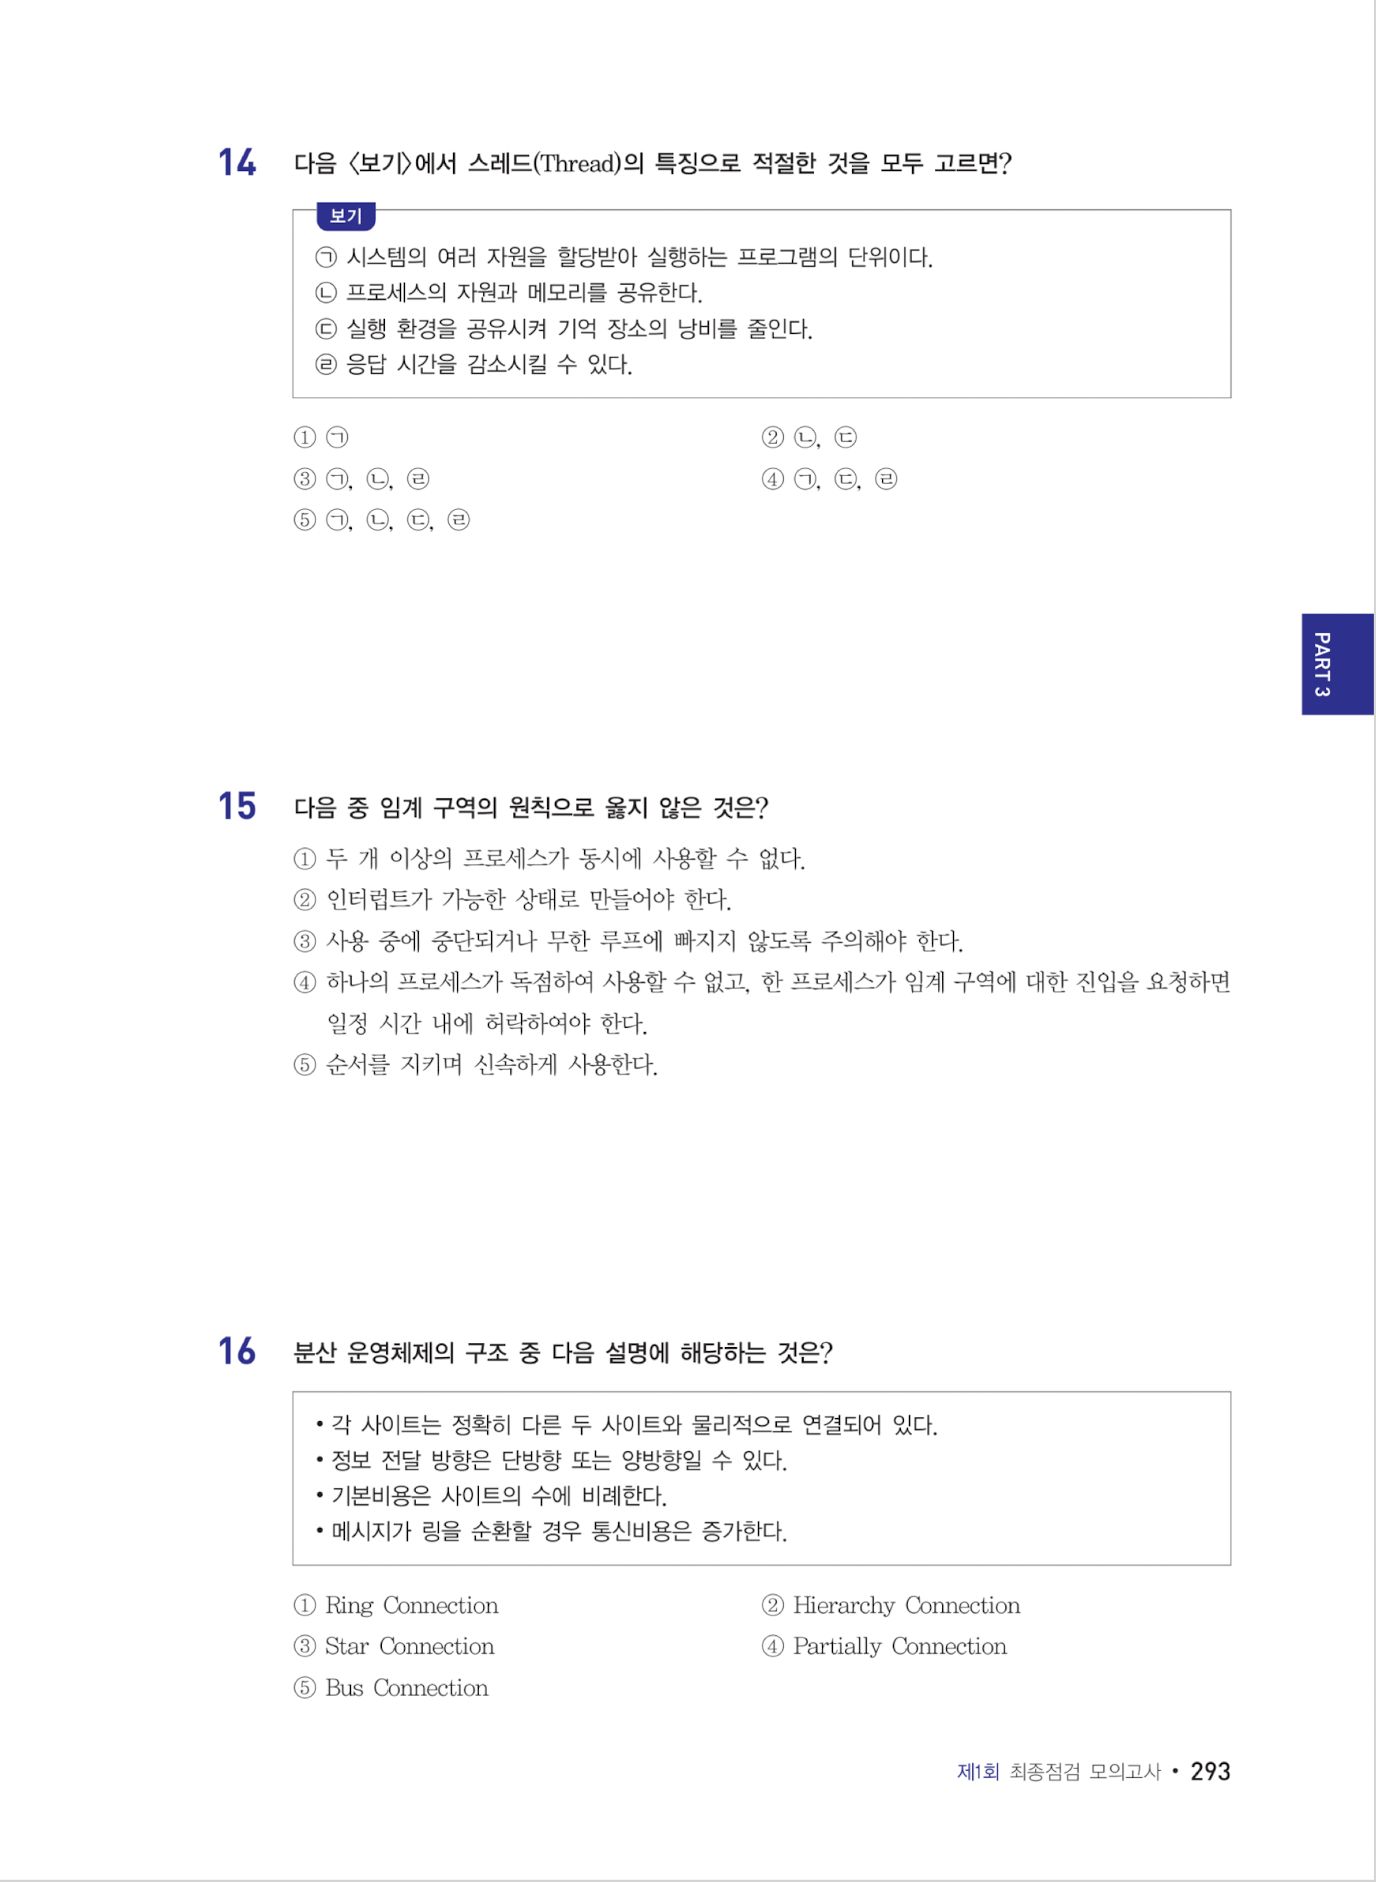 14 다음 〈보기〉에서 스레드(Thread)의 특징으로 적절한 것을 모두 고르면?
보기
㉠ 시스템의 여러 자원을 할당받아 실행하는 프로그램의 단위이다.
㉡ 프로세스의 자원과 메모리를 공유한다.
㉢ 실행 환경을 공유시켜 기억 장소의 낭비를 줄인다.
㉣ 응답 시간을 감소시킬 수 있다.
① ㉠ ② ㉡, ㉢
③ ㉠, ㉡, ㉣ ④ ㉠, ㉢, ㉣
⑤ ㉠, ㉡, ㉢, ㉣
PART 3
15 다음 중 임계 구역의 원칙으로 옳지 않은 것은?
① 두 개 이상의 프로세스가 동시에 사용할 수 없다.
② 인터럽트가 가능한 상태로 만들어야 한다.
③ 사용 중에 중단되거나 무한 루프에 빠지지 않도록 주의해야 한다.
④ 하나의 프로세스가 독점하여 사용할 수 없고, 한 프로세스가 임계 구역에 대한 진입을 요청하면
일정 시간 내에 허락하여야 한다.
⑤ 순서를 지키며 신속하게 사용한다.
16 분산 운영체제의 구조 중 다음 설명에 해당하는 것은?
• 각 사이트는 정확히 다른 두 사이트와 물리적으로 연결되어 있다.
• 정보 전달 방향은 단방향 또는 양방향일 수 있다.
• 기본비용은 사이트의 수에 비례한다.
• 메시지가 링을 순환할 경우 통신비용은 증가한다.
① Ring Connection ② Hierarchy Connection
③ Star Connection ④ Partially Connection
⑤ Bus Connection
제1회 최종점검 모의고사 • 293